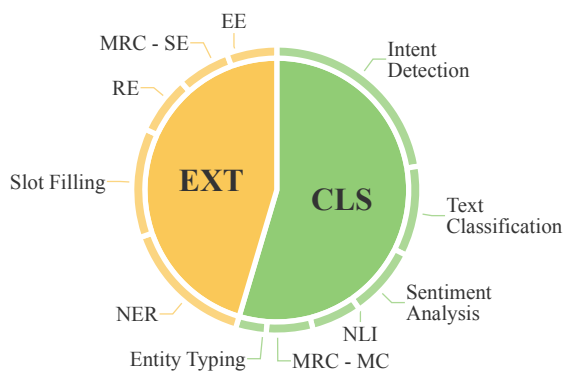 EE
MRC - SE
RE
Slot Filling
NER
EXT
CLS
Intent
Detection
Text
Classification
Sentiment
Analysis
NLI
MRC - MC
Entity Typing